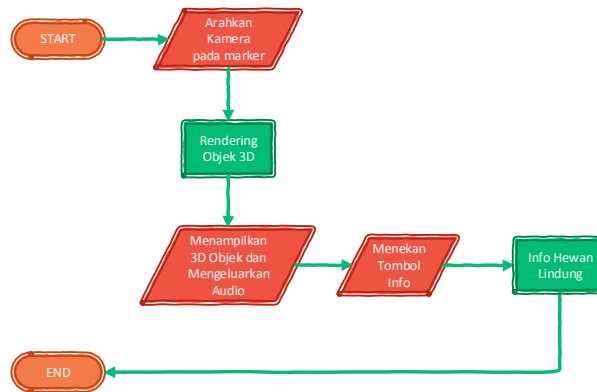 START
Arahkan
Kamera
pada marker
Rendering
Objek 3D
Menampilkan
3D Objek dan
Mengeluarkan
Audio
Menekan
Tombol
Info
Info Hewan
Lindung
END